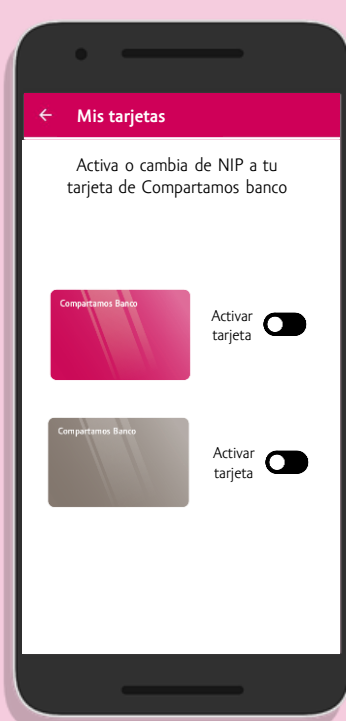 Mis tarjetas
Activa o cambia de NIP a tu
tarjeta de Compartamos banco
Compartamos Banco
Activar
tarjeta
Compartamos Banco
Activar
tarjeta